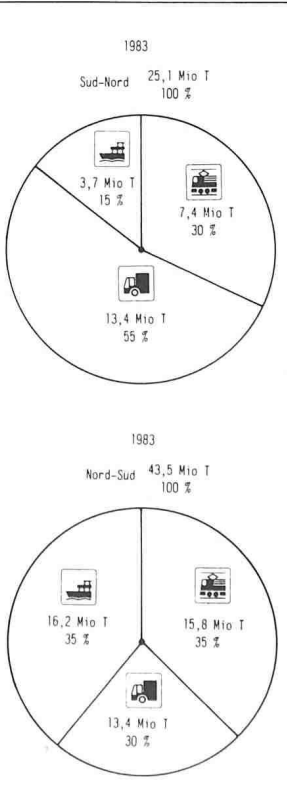 1983
Sud-Nord 25,1 Mio T
100 %
3,7 Mio T
15 %
7,4 Mio T
30 %
13,4 Mio T
55 %
1983
Nord-Sud 43,5 Mio T
100 %
16,2 Mio T
35 %
15,8 Mio T
35 %
13,4 Mio T
30 %